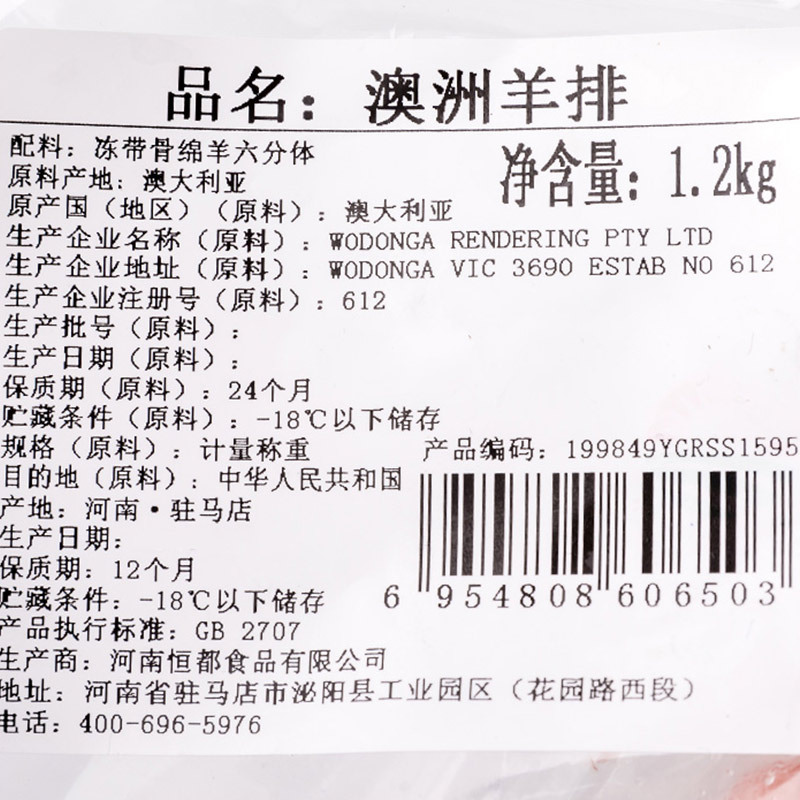 品名：澳洲羊排
配料：冻带骨绵羊六分体
净含量：1.2kg
原料产地：澳大利亚
原产国（地区）（原料）：澳大利亚
生产企业名称（原料）：WODONGA RENDERING PTY LTD
生产企业地址（原料）：WODONGA VIC 3690 ESTAB NO 612
生产企业注册号（原料）：612
生产批号（原料）：
生产日期（原料）：
保质期（原料）：24个月
贮藏条件（原料）：-18℃以下储存
规格（原料）：计量称重
产品编码：199849YGRSS1595
目的地（原料）：中华人民共和国
产地：河南·驻马店
生产日期：
保质期：12个月
贮藏条件：-18℃以下储存
6 954808 606503
产品执行标准：GB 2707
生产商：河南恒都食品有限公司
地址：河南省驻马店市泌阳县工业园区（花园路西段）
电话：400-696-5976